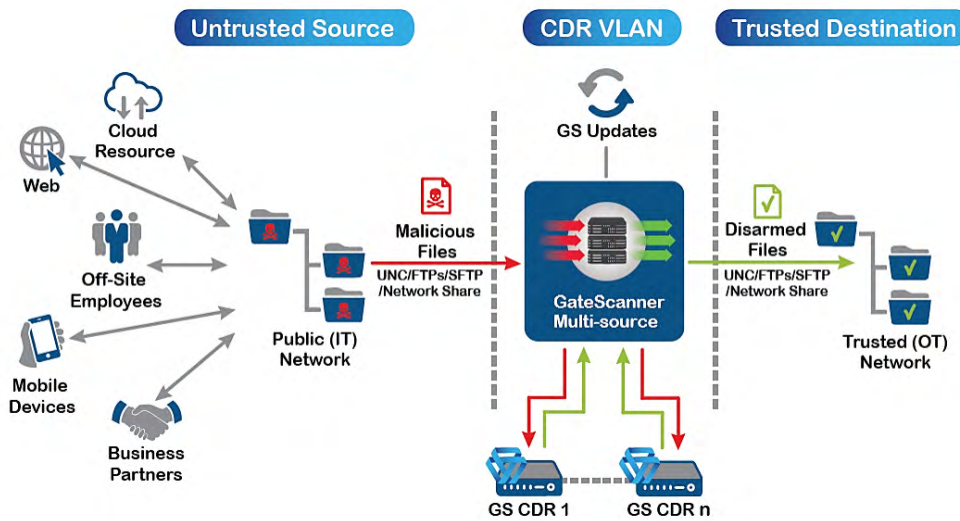 Untrusted Source
CDR VLAN
Trusted Destination
Cloud
Resource
Web
Off-Site
Employees
Mobile
Devices
Business
Partners
Public (IT)
Network
Malicious
Files
UNC/FTPs/SFTP
/Network Share
GS Updates
GateScanner
Multi-source
GS CDR 1
GS CDR n
Disarmed
Files
UNC/FTPs/SFTP
/Network Share
Trusted (OT)
Network